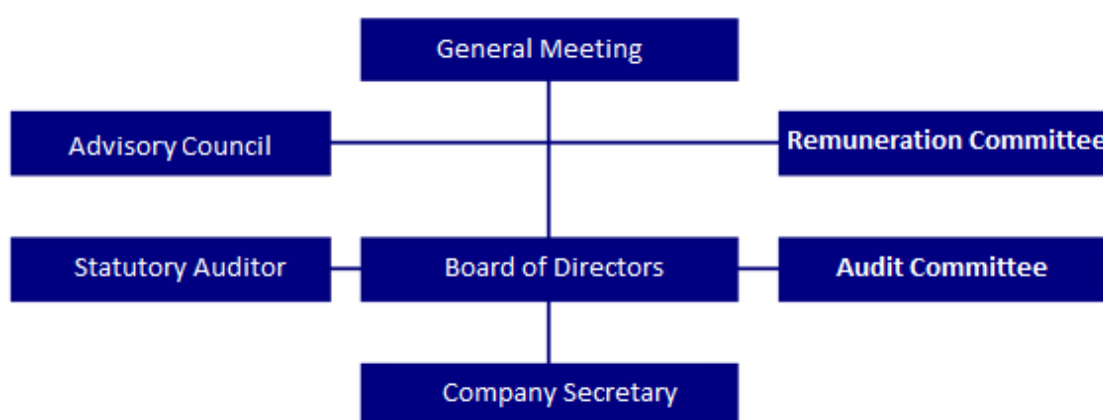 General Meeting
Advisory Council
Remuneration Committee
Statutory Auditor
Board of Directors
Audit Committee
Company Secretary